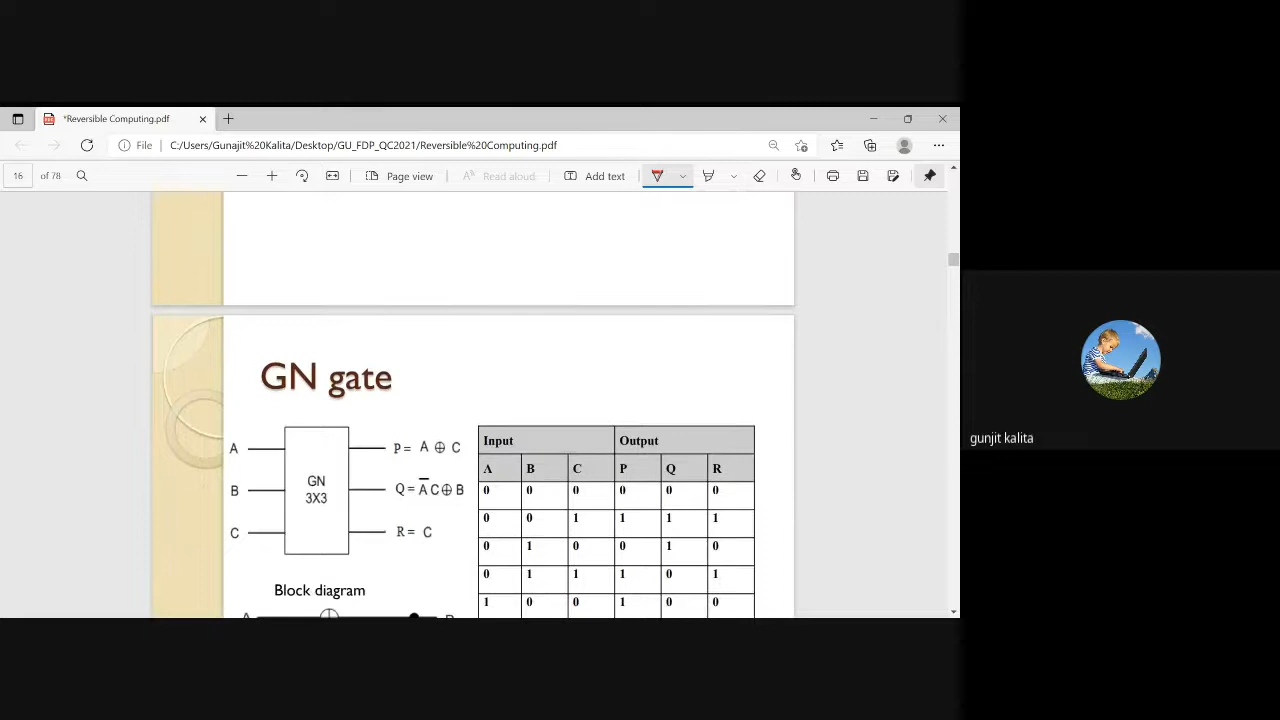 *Reversible Computing.pdf
File C:/Users/Gunajit%20Kalita/Desktop/GU_FDP_QC2021/Reversible%20Computing.pdf
16 of 78 Page view Read aloud Add text
GN gate
A P = A ⊕ C
B GN 3X3 Q = A̅ C ⊕ B
C R = C
Block diagram
Input Output
A B C P Q R
0 0 0 0 0 0
0 0 1 1 1 1
0 1 0 0 1 0
0 1 1 1 0 1
1 0 0 1 0 0
gunjit kalita